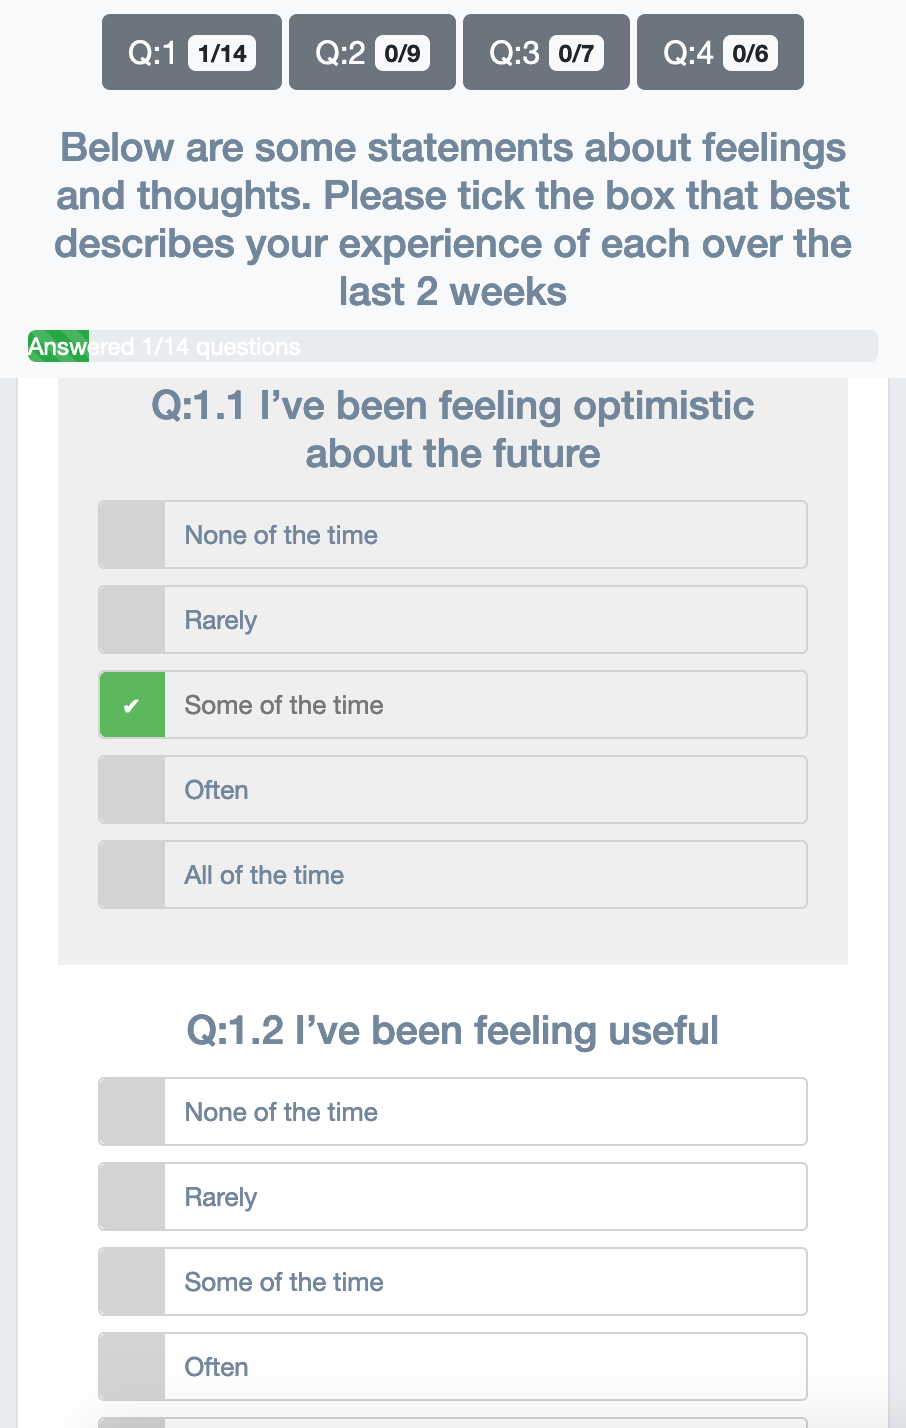 Q:1 1/14 Q:2 0/9 Q:3 0/7 Q:4 0/6
Below are some statements about feelings
and thoughts. Please tick the box that best
describes your experience of each over the
last 2 weeks
Answered 1/14 questions
Q:1.1 I’ve been feeling optimistic
about the future
None of the time
Rarely
✔ Some of the time
Often
All of the time
Q:1.2 I’ve been feeling useful
None of the time
Rarely
Some of the time
Often